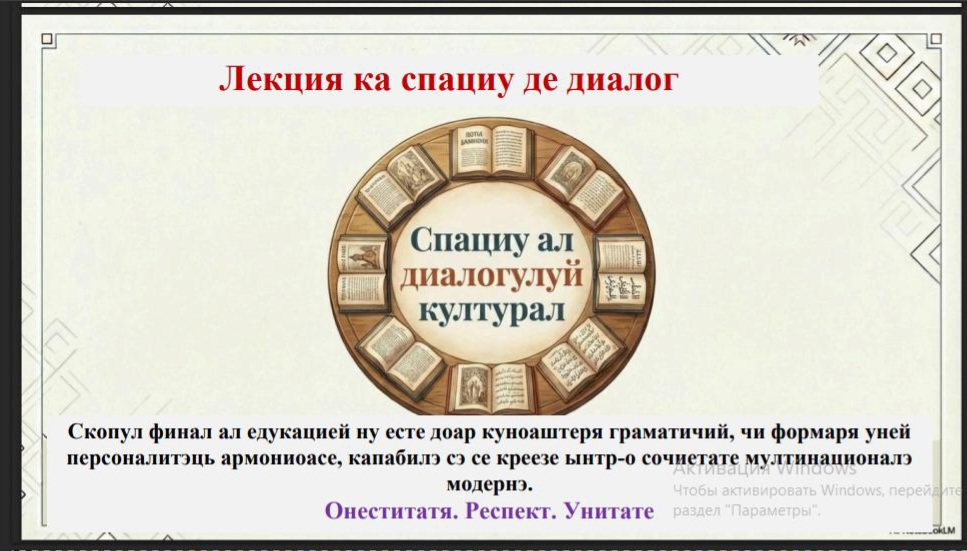 Лекция ка спациу де диалог
Спациу ал
диалогулуй
културал
Скопул финал ал едукацией ну есте доар куноаштеря граматичий, чи формаря уней
персоналитэць армониоасе, капабилэ сэ се креезе ынтр-о сочиетате мултинационалэ
модернэ.
Онеститатя. Респект. Унитате
Активация Windows
Чтобы активировать Windows, перейдите
раздел "Параметры".